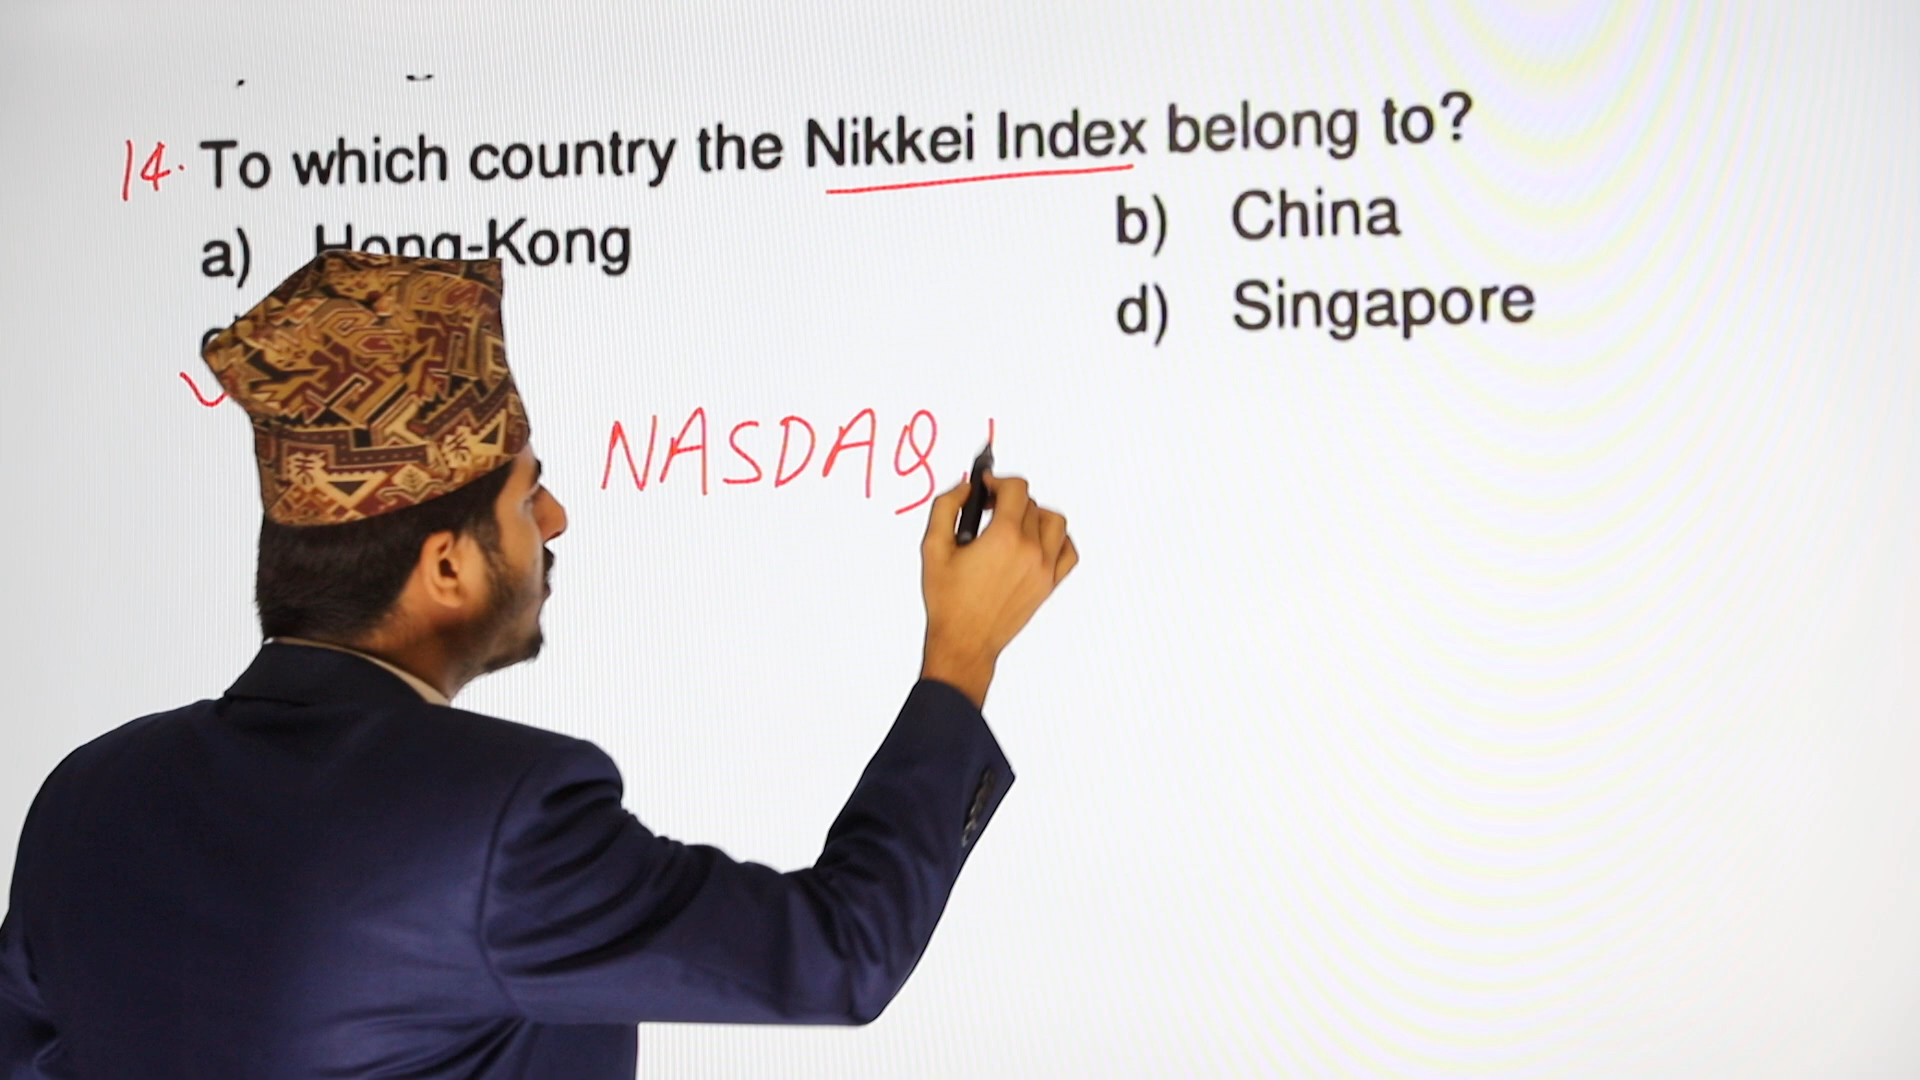 14. To which country the Nikkei Index belong to?
a) Hong-Kong
b) China
d) Singapore
NASDAQ